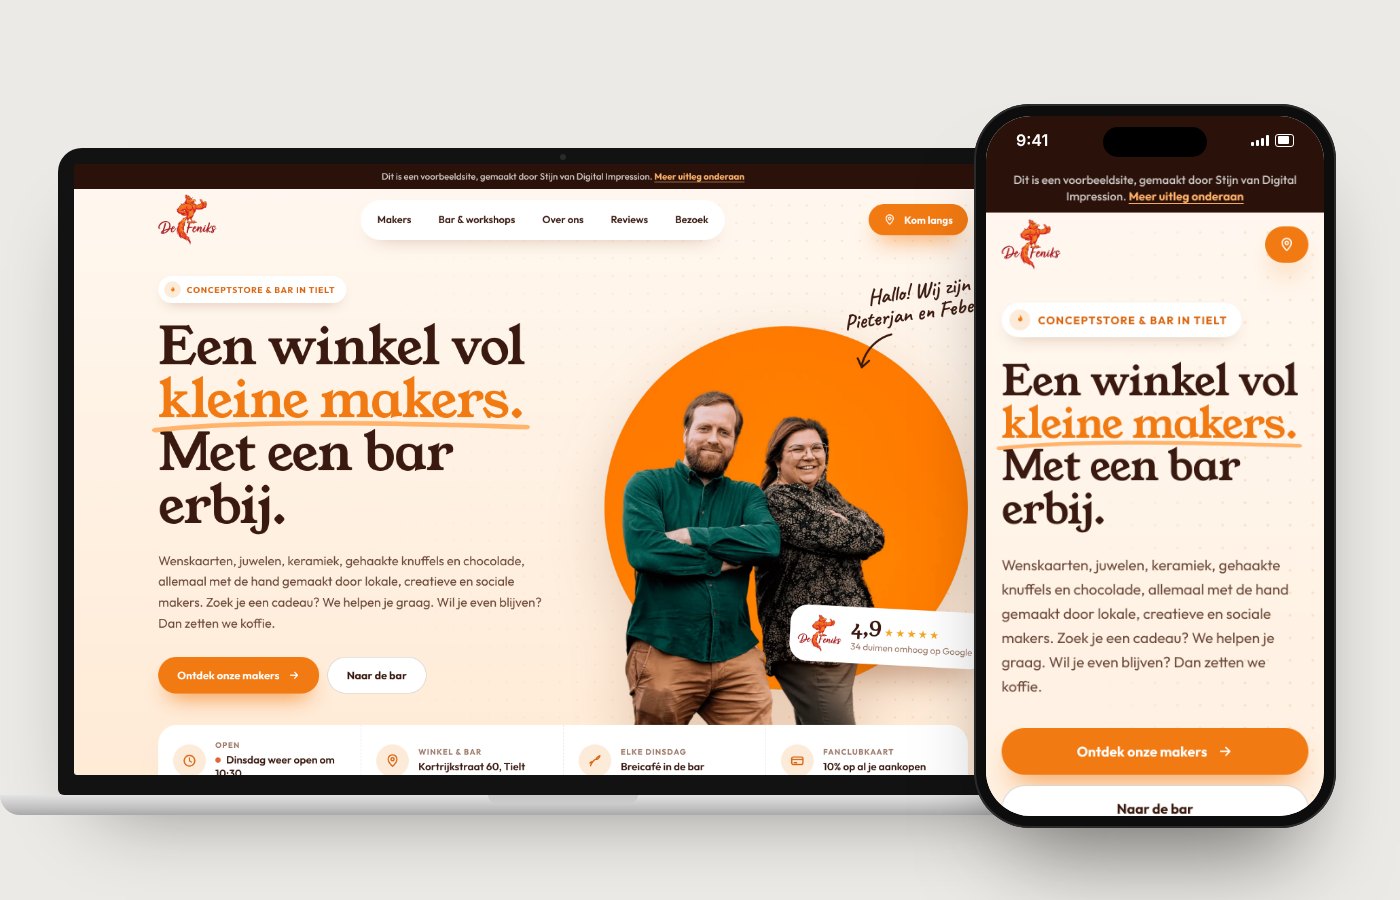 Dit is een voorbeeldsite, gemaakt door Stijn van Digital Impression. Meer uitleg onderaan
De Feniks
Makers
Bar & workshops
Over ons
Reviews
Bezoek
Kom langs
CONCEPTSTORE & BAR IN TIELT
Een winkel vol
kleine makers.
Met een bar
erbij.
Wenskaarten, juwelen, keramiek, gehaakte knuffels en chocolade,
allemaal met de hand gemaakt door lokale, creatieve en sociale
makers. Zoek je een cadeau? We helpen je graag. Wil je even blijven?
Dan zetten we koffie.
Ontdek onze makers
Naar de bar
Hallo! Wij zijn
Pieterjan en Febe
De Feniks
4,9 ★★★★★
34 duimen omhoog op Google
OPEN
Dinsdag weer open om
10:30
WINKEL & BAR
Kortrijkstraat 60, Tielt
ELKE DINSDAG
Breicafé in de bar
FANCLUBKAART
10% op al je aankopen
9:41
Dit is een voorbeeldsite, gemaakt door Stijn van Digital
Impression. Meer uitleg onderaan
De Feniks
CONCEPTSTORE & BAR IN TIELT
Een winkel vol
kleine makers.
Met een bar
erbij.
Wenskaarten, juwelen, keramiek, gehaakte
knuffels en chocolade, allemaal met de hand
gemaakt door lokale, creatieve en sociale
makers. Zoek je een cadeau? We helpen je
graag. Wil je even blijven? Dan zetten we
koffie.
Ontdek onze makers
Naar de bar